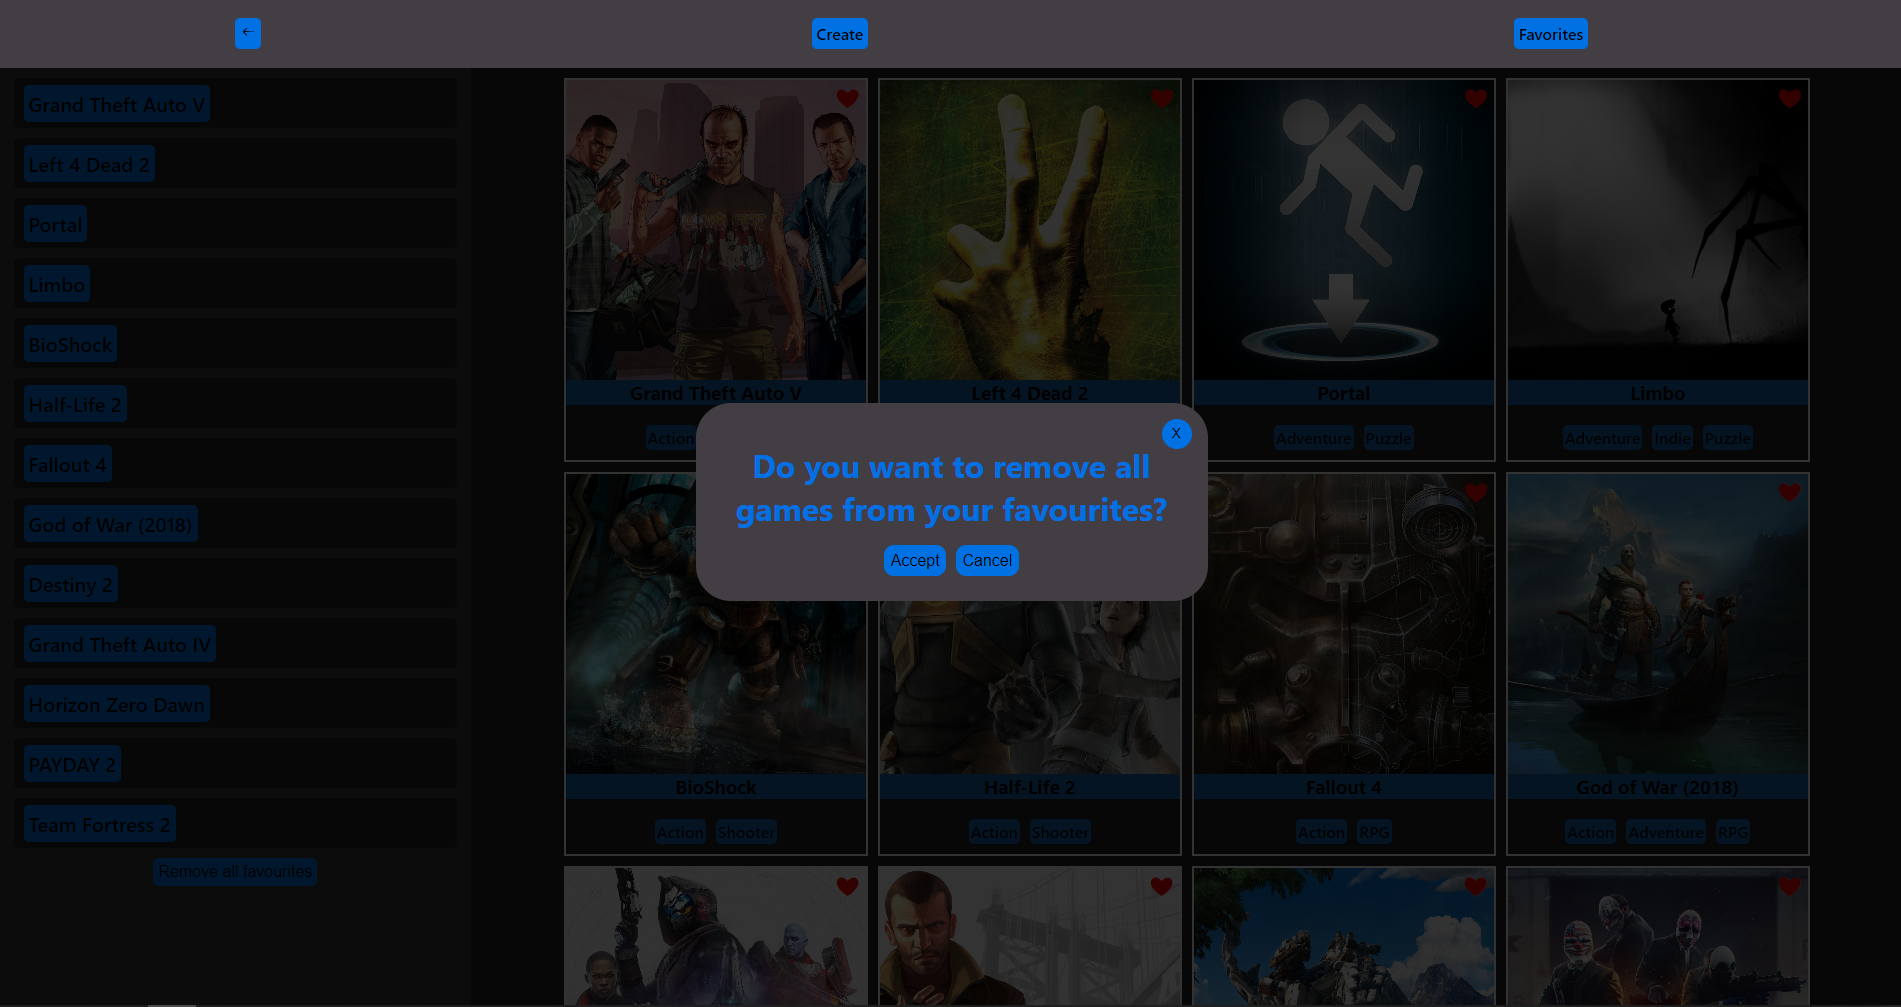 ←
Create
Favorites
Grand Theft Auto V
Left 4 Dead 2
Portal
Limbo
BioShock
Half-Life 2
Fallout 4
God of War (2018)
Destiny 2
Grand Theft Auto IV
Horizon Zero Dawn
PAYDAY 2
Team Fortress 2
Remove all favourites
Grand Theft Auto V
Action
Left 4 Dead 2
Portal
Adventure Puzzle
Limbo
Adventure Indie Puzzle
X
Do you want to remove all
games from your favourites?
Accept Cancel
BioShock
Action Shooter
Half-Life 2
Action Shooter
Fallout 4
Action RPG
God of War (2018)
Action Adventure RPG